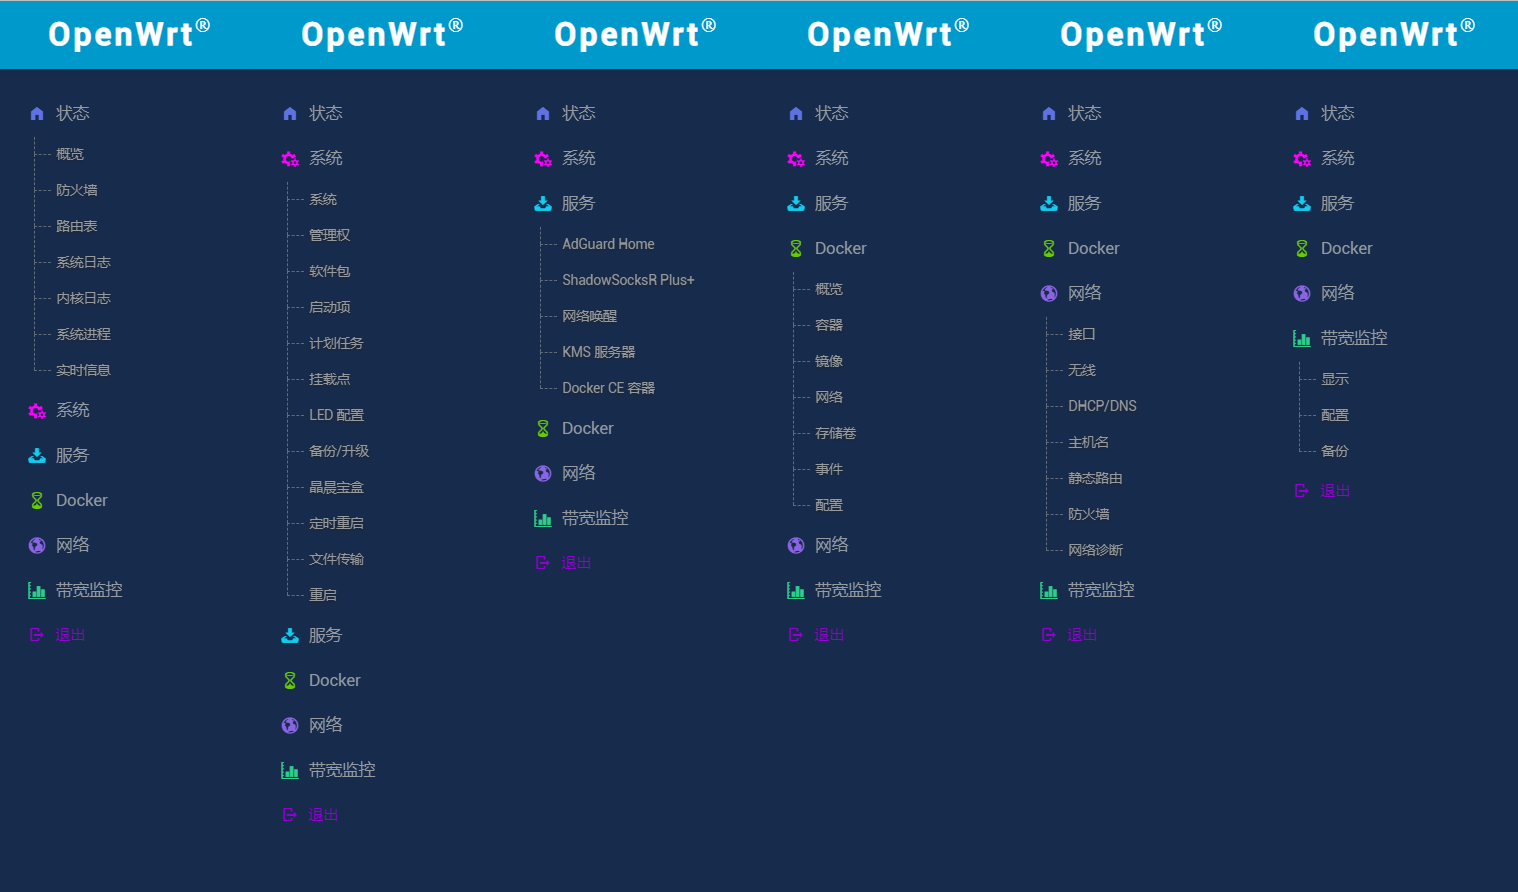 OpenWrt®
状态
概览
防火墙
路由表
系统日志
内核日志
系统进程
实时信息
系统
服务
Docker
网络
带宽监控
退出
OpenWrt®
状态
系统
系统
管理权
软件包
启动项
计划任务
挂载点
LED 配置
备份/升级
晶晨宝盒
定时重启
文件传输
重启
服务
Docker
网络
带宽监控
退出
OpenWrt®
状态
系统
服务
AdGuard Home
ShadowSocksR Plus+
网络唤醒
KMS 服务器
Docker CE 容器
Docker
网络
带宽监控
退出
OpenWrt®
状态
系统
服务
Docker
概览
容器
镜像
网络
存储卷
事件
配置
网络
带宽监控
退出
OpenWrt®
状态
系统
服务
Docker
网络
接口
无线
DHCP/DNS
主机名
静态路由
防火墙
网络诊断
带宽监控
退出
OpenWrt®
状态
系统
服务
Docker
网络
带宽监控
显示
配置
备份
退出